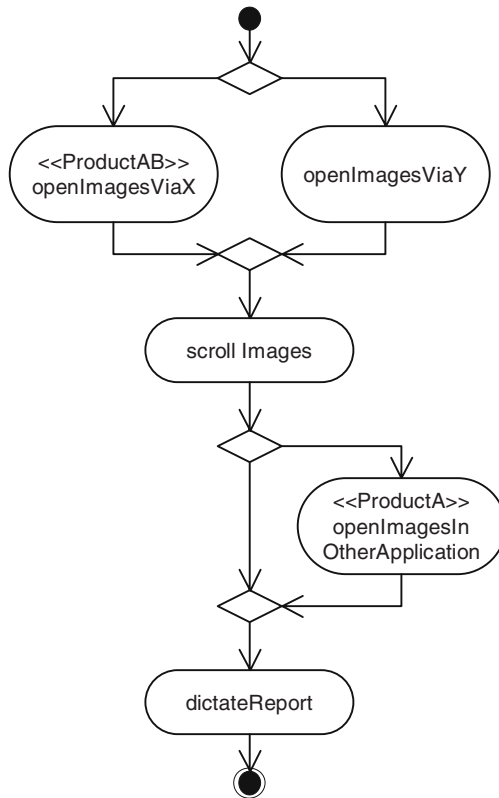 <<ProductAB>>
openImagesViaX
openImagesViaY
scroll Images
<<ProductA>>
openImagesIn
OtherApplication
dictateReport